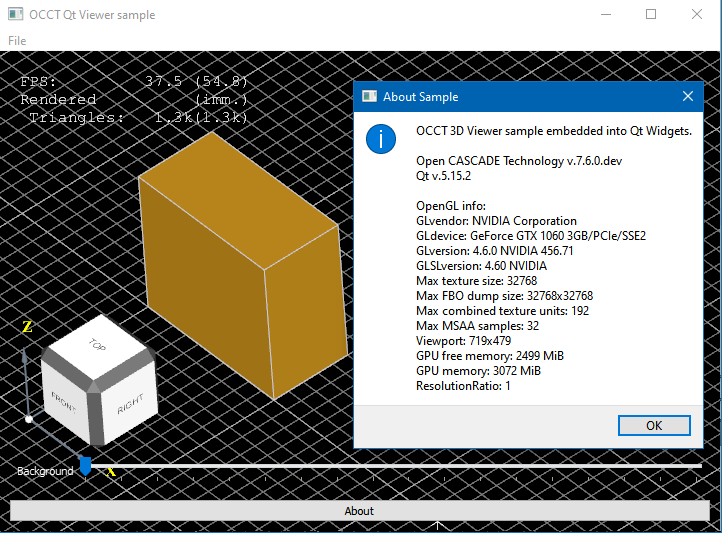 OCCT Qt Viewer sample
File
FPS: 37.5 (54.8)
Rendered (imm.)
Triangles: 1.3k(1.3k)
About Sample
OCCT 3D Viewer sample embedded into Qt Widgets.
Open CASCADE Technology v.7.6.0.dev
Qt v.5.15.2
OpenGL info:
GLvendor: NVIDIA Corporation
GLdevice: GeForce GTX 1060 3GB/PCIe/SSE2
GLversion: 4.6.0 NVIDIA 456.71
GLSLversion: 4.60 NVIDIA
Max texture size: 32768
Max FBO dump size: 32768x32768
Max combined texture units: 192
Max MSAA samples: 32
Viewport: 719x479
GPU free memory: 2499 MiB
GPU memory: 3072 MiB
ResolutionRatio: 1
OK
Z
TOP
FRONT
RIGHT
Background
X
About